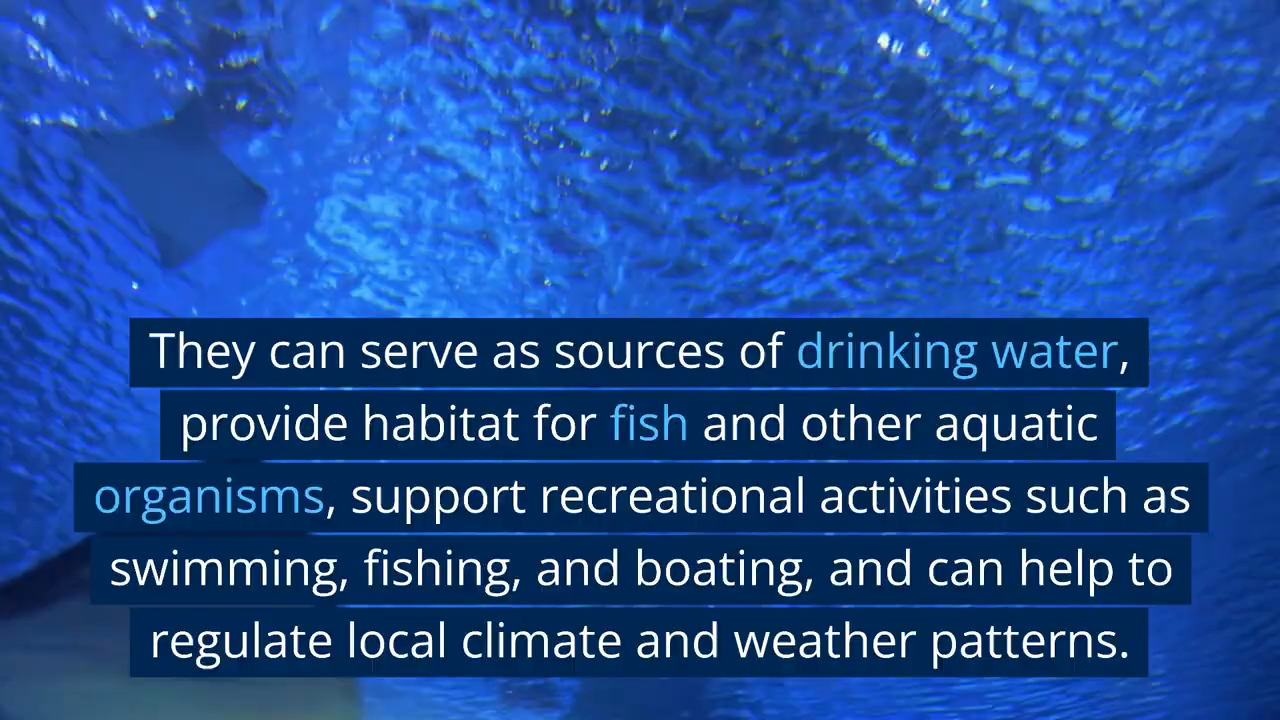 They can serve as sources of drinking water,
provide habitat for fish and other aquatic
organisms, support recreational activities such as
swimming, fishing, and boating, and can help to
regulate local climate and weather patterns.